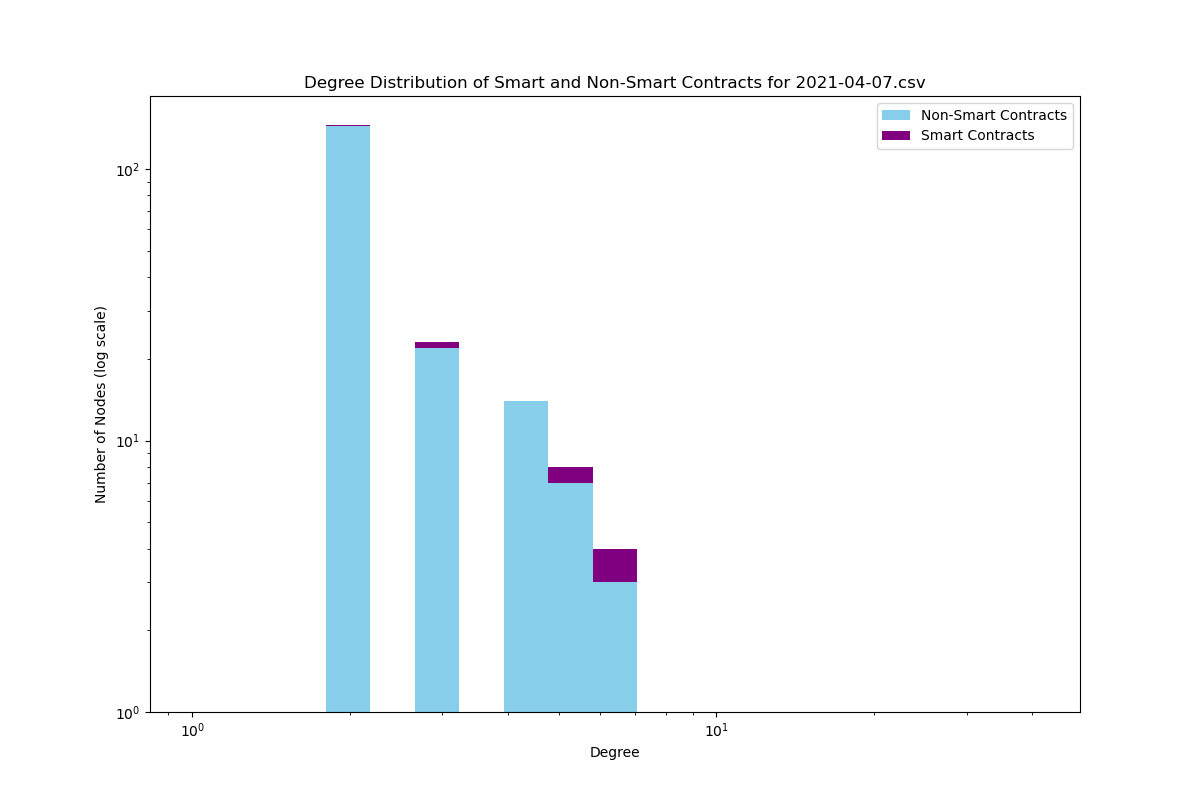 Degree Distribution of Smart and Non-Smart Contracts for 2021-04-07.csv
Non-Smart Contracts
Smart Contracts
Number of Nodes (log scale)
10²
10¹
10⁰
10⁰ 10¹
Degree